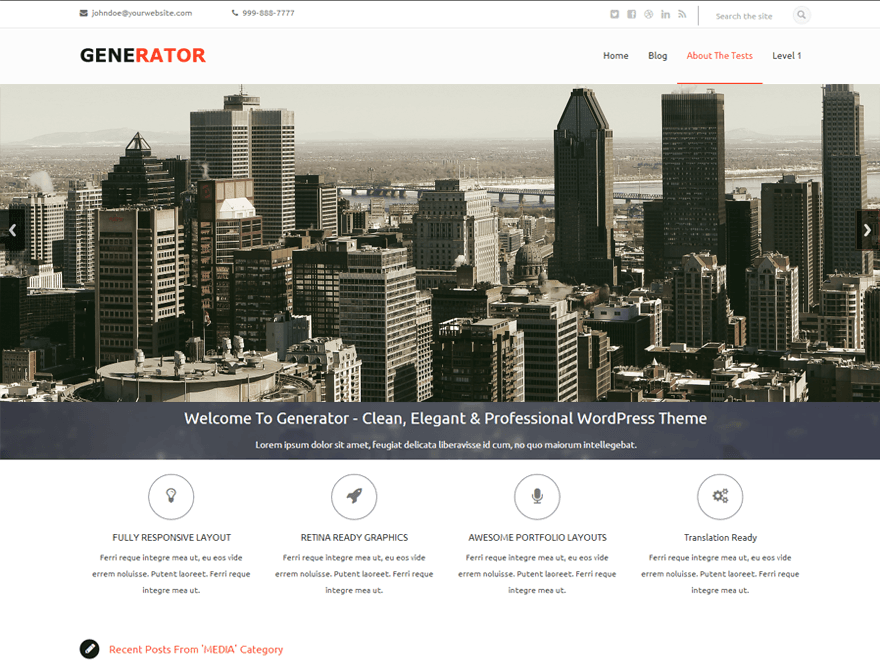 johndoe@yourwebsite.com 999-888-7777 Search the site
GENERATOR Home Blog About The Tests Level 1
Welcome To Generator - Clean, Elegant & Professional WordPress Theme
Lorem ipsum dolor sit amet, feugiat delicata liberavisse id cum, no quo maiorum intellegebat.
FULLY RESPONSIVE LAYOUT
Ferri reque integre mea ut, eu eos vide
errem noluisse. Putent laoreet. Ferri reque
integre mea ut.
RETINA READY GRAPHICS
Ferri reque integre mea ut, eu eos vide
errem noluisse. Putent laoreet. Ferri reque
integre mea ut.
AWESOME PORTFOLIO LAYOUTS
Ferri reque integre mea ut, eu eos vide
errem noluisse. Putent laoreet. Ferri reque
integre mea ut.
Translation Ready
Ferri reque integre mea ut, eu eos vide
errem noluisse. Putent laoreet. Ferri reque
integre mea ut.
Recent Posts From 'MEDIA' Category